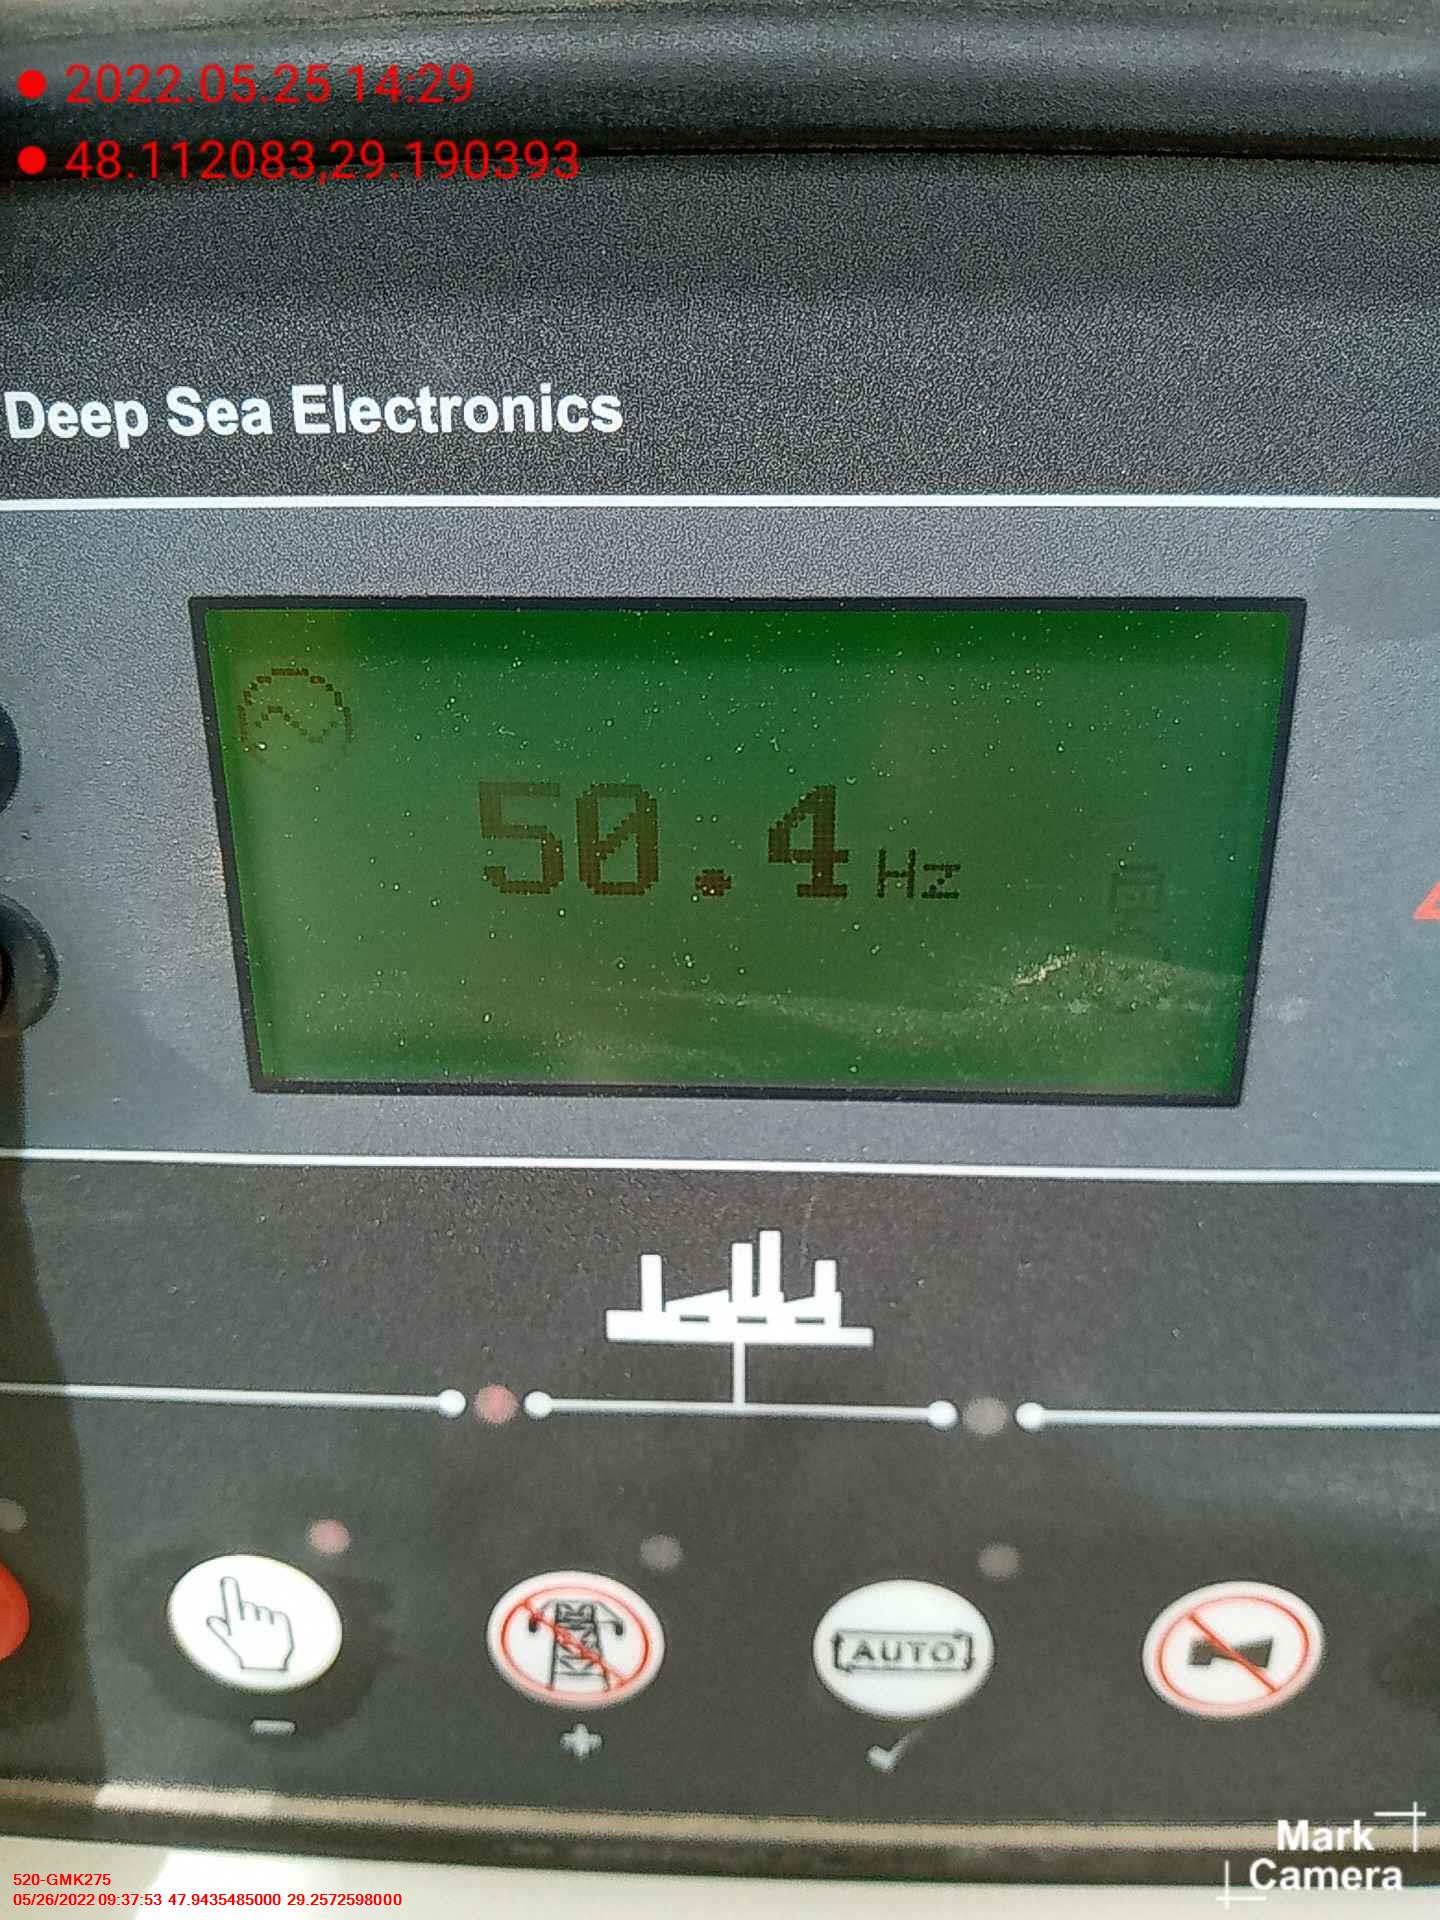 2022.05.25 14:29
48.112083,29.190393
Deep Sea Electronics
50.4 Hz
AUTO
Mark
Camera
520-GMK275
05/26/2022 09:37:53 47.9435485000 29.2572598000